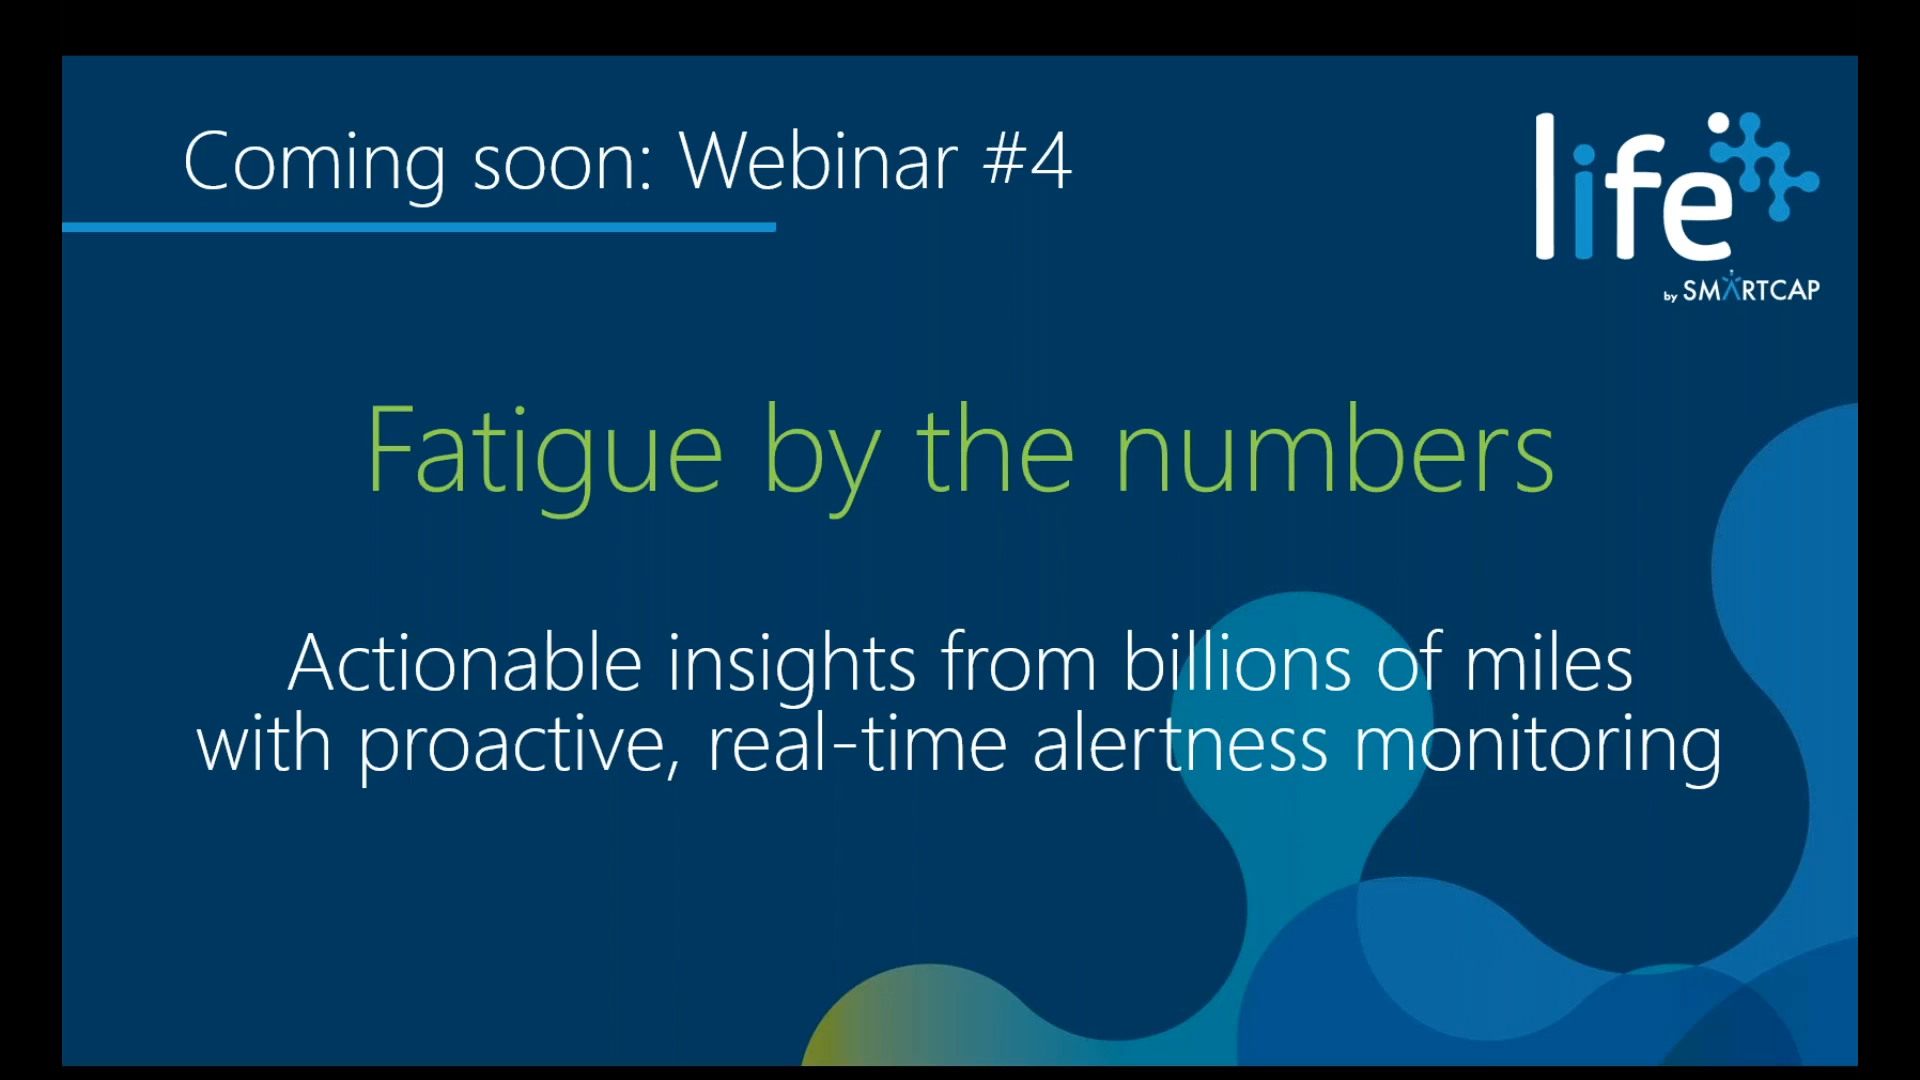 Coming soon: Webinar #4
life
by SMARTCAP
Fatigue by the numbers
Actionable insights from billions of miles
with proactive, real-time alertness monitoring